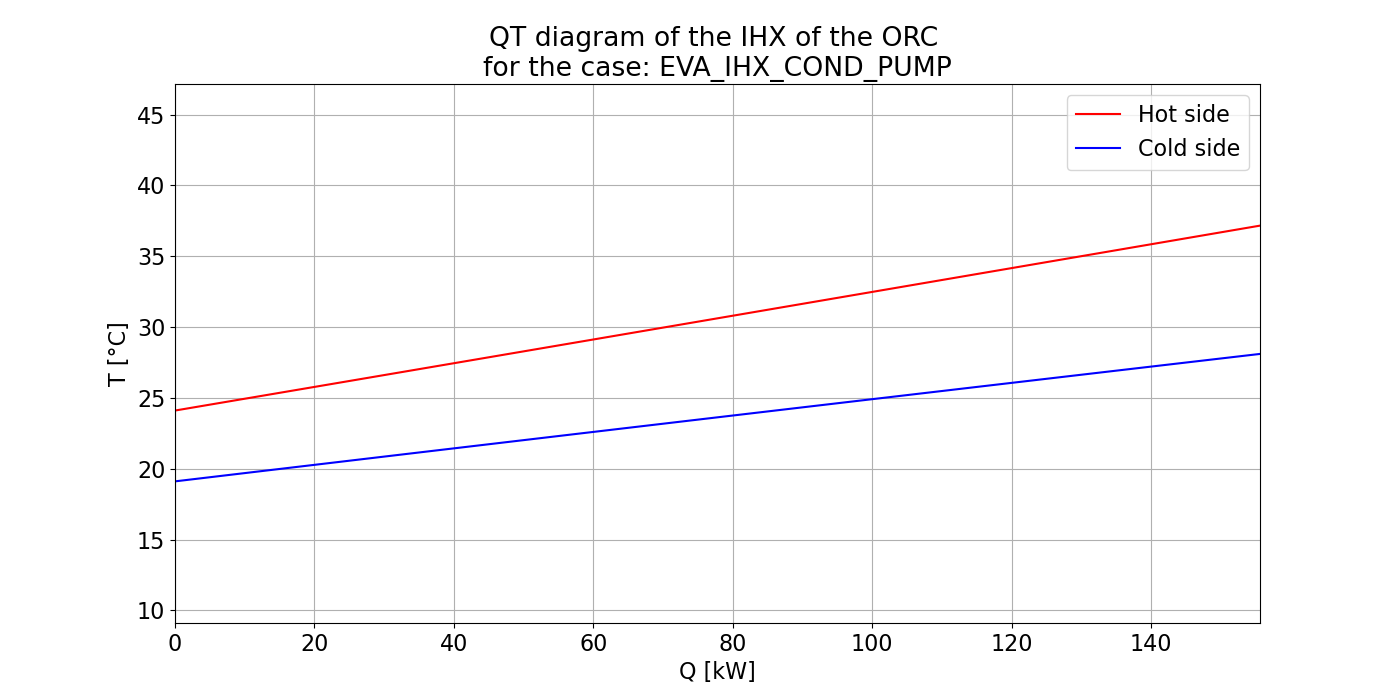 QT diagram of the IHX of the ORC
for the case: EVA_IHX_COND_PUMP
Hot side
Cold side
45
40
35
30
25
20
15
10
T [°C]
0 20 40 60 80 100 120 140
Q [kW]